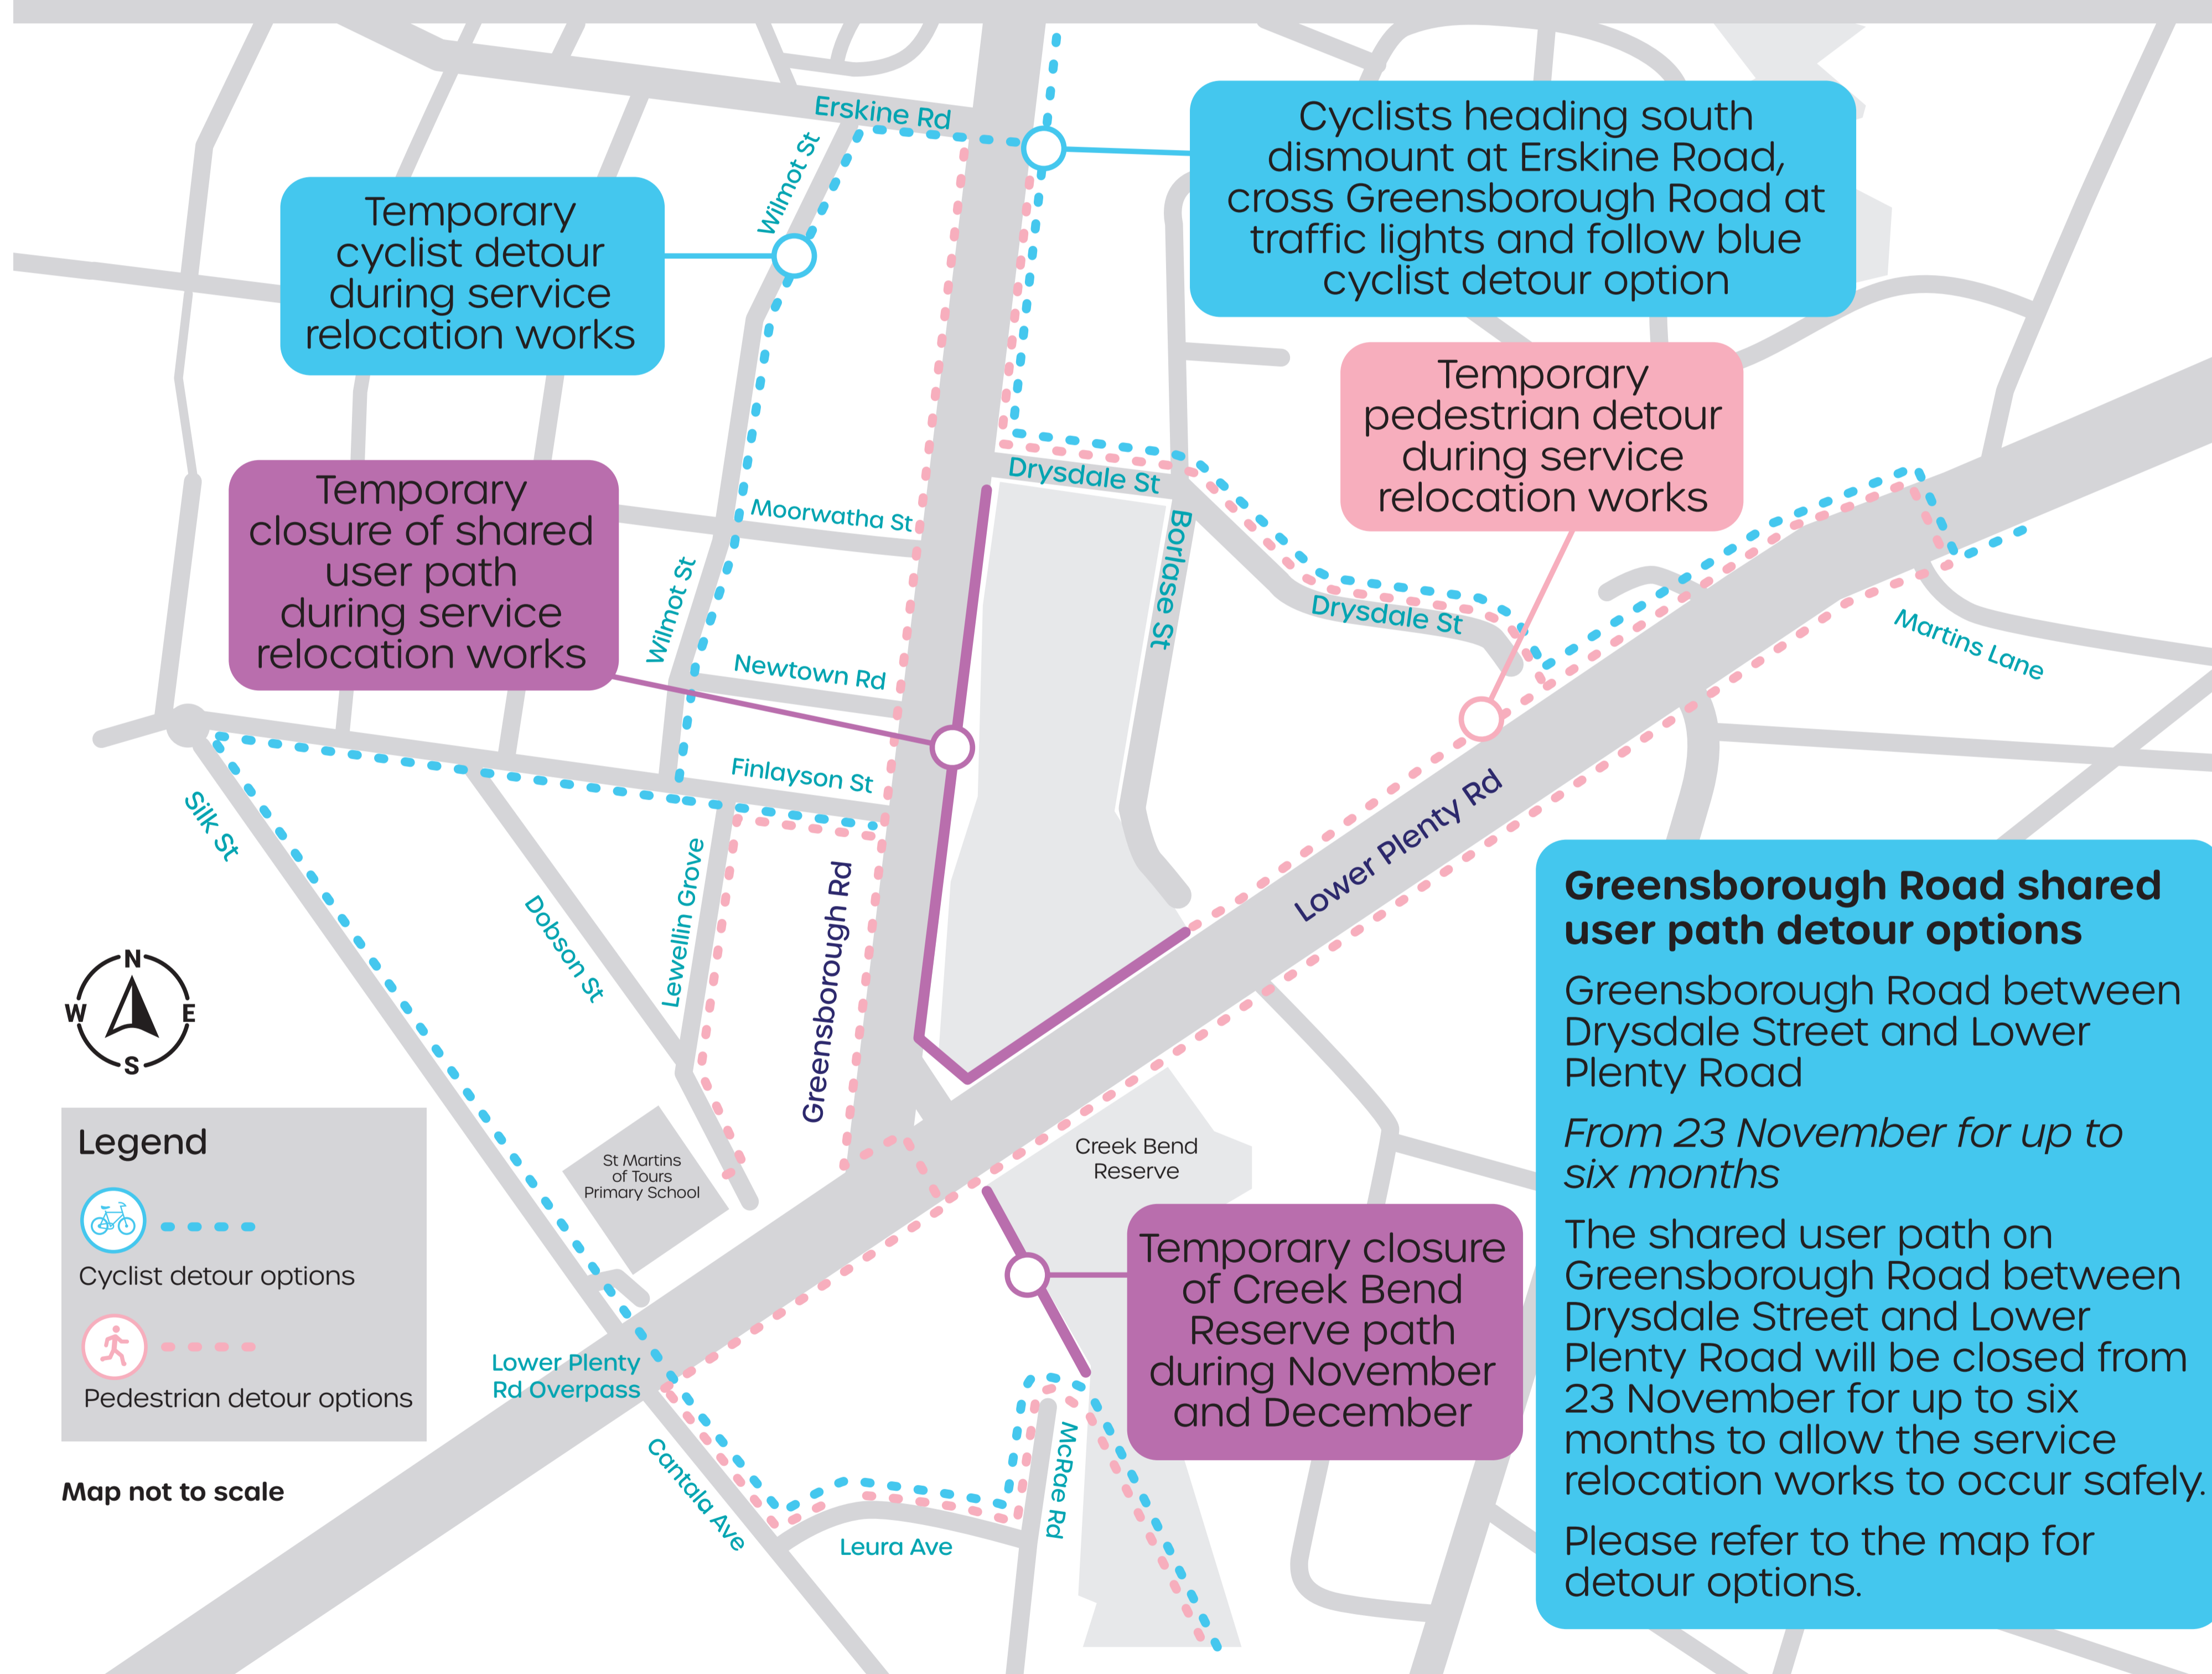 Erskine Rd
Wilmot St
Cyclists heading south
dismount at Erskine Road,
cross Greensborough Road at
traffic lights and follow blue
cyclist detour option
Temporary
cyclist detour
during service
relocation works
Temporary
pedestrian detour
during service
relocation works
Temporary
closure of shared
user path
during service
relocation works
Drysdale St
Moorwatha St
Borlase St
Wilmot St
Drysdale St
Martins Lane
Newtown Rd
Finlayson St
Silk St
Lower Plenty Rd
Dobson St
Lewellin Grove
Greensborough Rd
N
W E
S
Greensborough Road shared
user path detour options
Greensborough Road between
Drysdale Street and Lower
Plenty Road
From 23 November for up to
six months
The shared user path on
Greensborough Road between
Drysdale Street and Lower
Plenty Road will be closed from
23 November for up to six
months to allow the service
relocation works to occur safely.
Please refer to the map for
detour options.
Legend
Cyclist detour options
Pedestrian detour options
Map not to scale
St Martins
of Tours
Primary School
Creek Bend
Reserve
Temporary closure
of Creek Bend
Reserve path
during November
and December
Lower Plenty
Rd Overpass
Cantala Ave
Leura Ave
McRae Rd